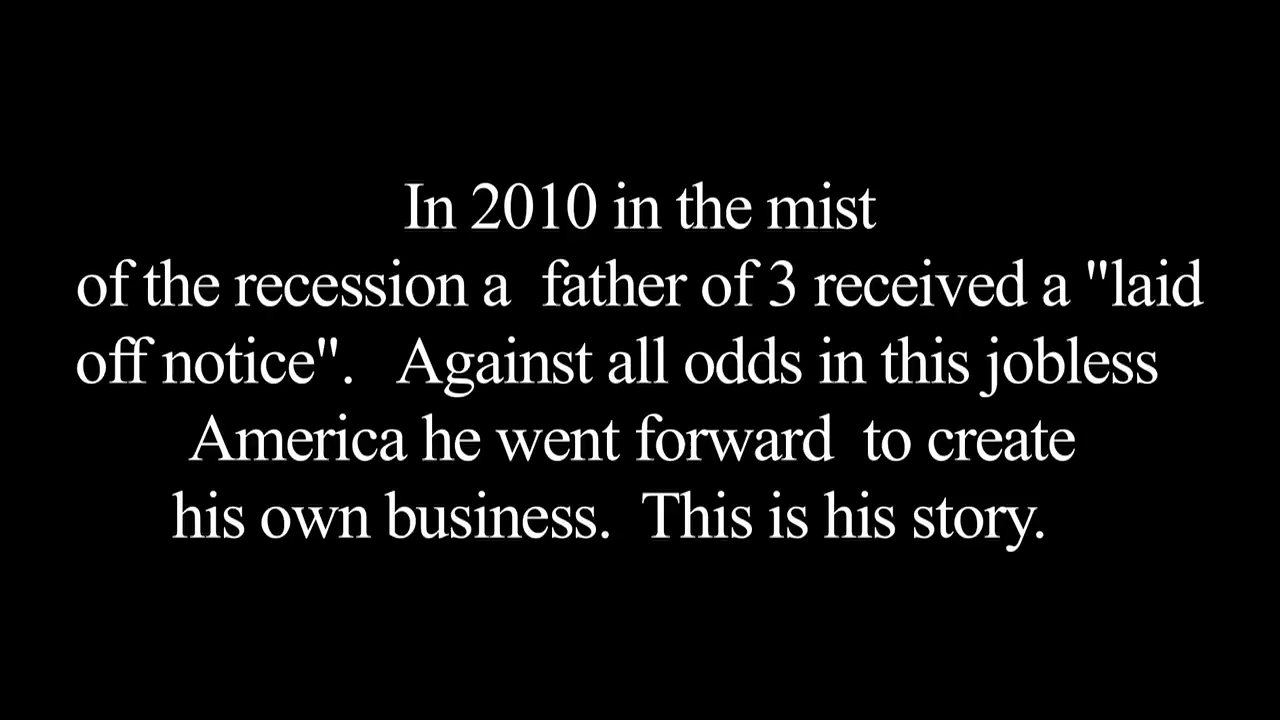 In 2010 in the mist
of the recession a  father of 3 received a "laid
off notice".   Against all odds in this jobless
America he went forward  to create
his own business.  This is his story.